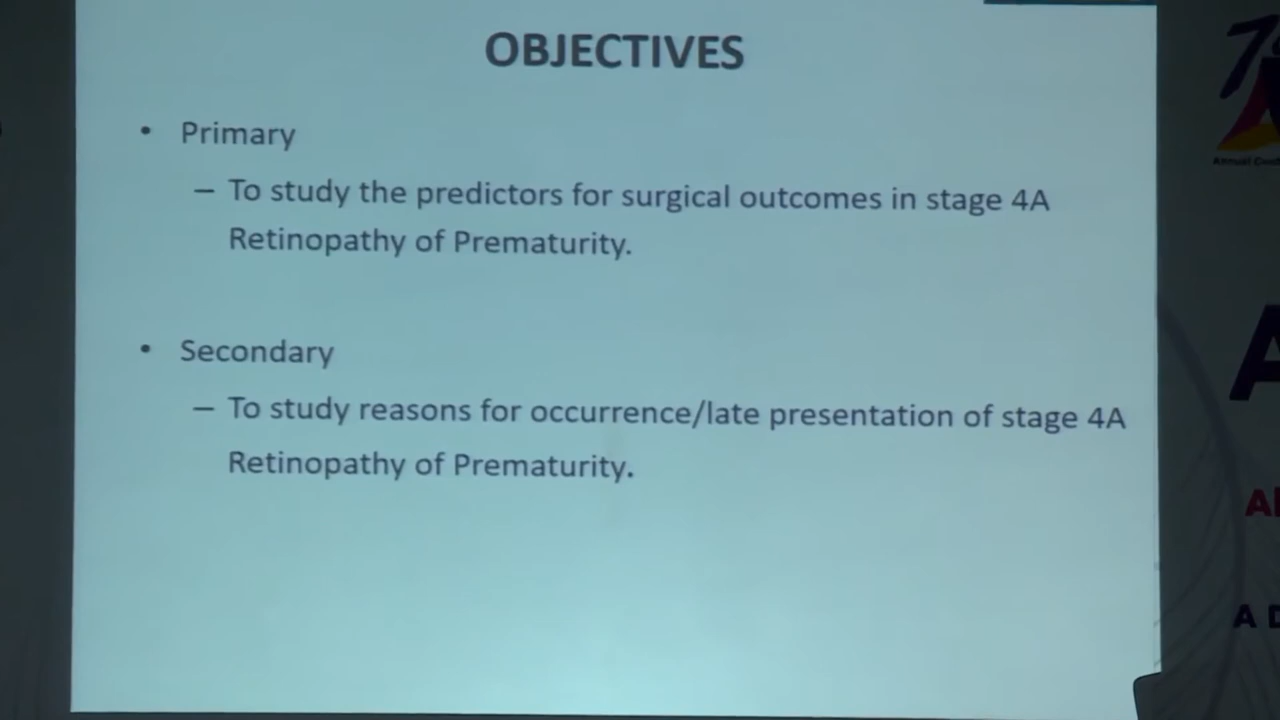 OBJECTIVES
• Primary
– To study the predictors for surgical outcomes in stage 4A
Retinopathy of Prematurity.
• Secondary
– To study reasons for occurrence/late presentation of stage 4A
Retinopathy of Prematurity.
Annual
A
A